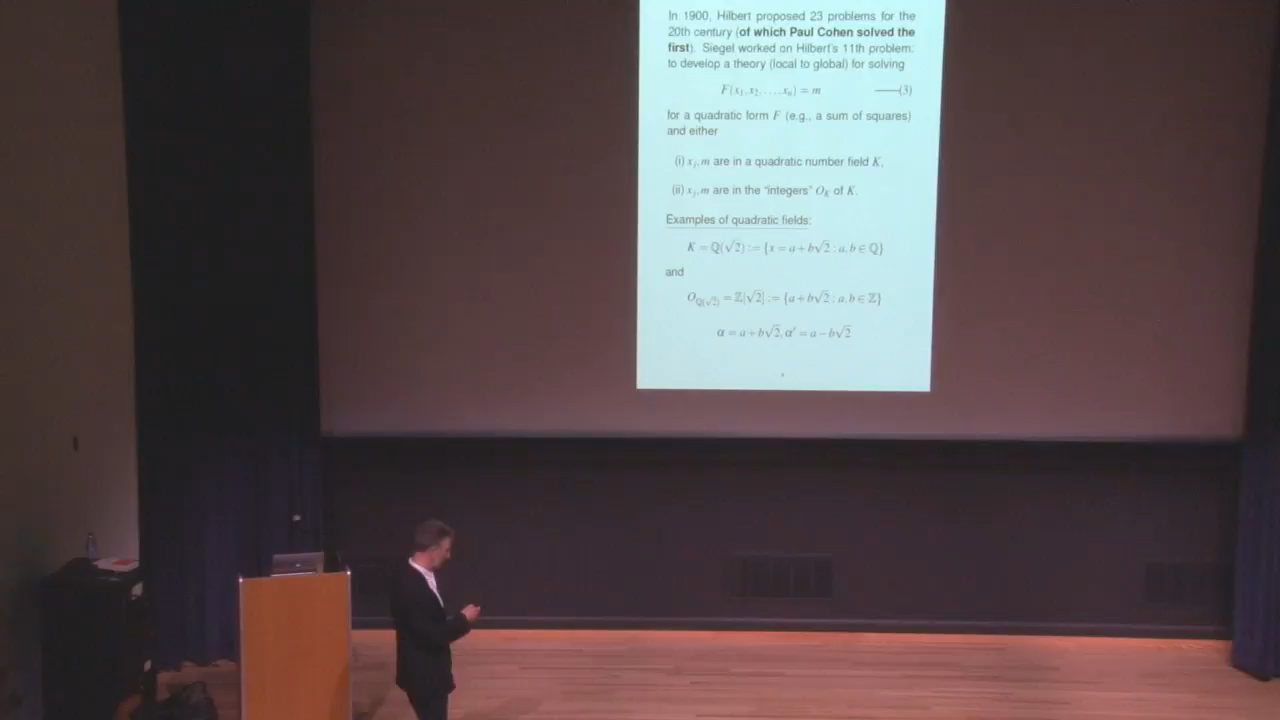 In 1900, Hilbert proposed 23 problems for the
20th century (of which Paul Cohen solved the
first). Siegel worked on Hilbert's 11th problem:
to develop a theory (local to global) for solving
F(x₁,x₂,…,xₙ) = m ——(3)
for a quadratic form F (e.g., a sum of squares)
and either
(i) xⱼ,m are in a quadratic number field K,
(ii) xⱼ,m are in the "integers" O_K of K.
Examples of quadratic fields:
K = ℚ(√2) := {x = a + b√2 : a,b ∈ ℚ}
and
O_ℚ(√2) = ℤ[√2] := {a + b√2 : a,b ∈ ℤ}
α = a + b√2, α′ = a − b√2